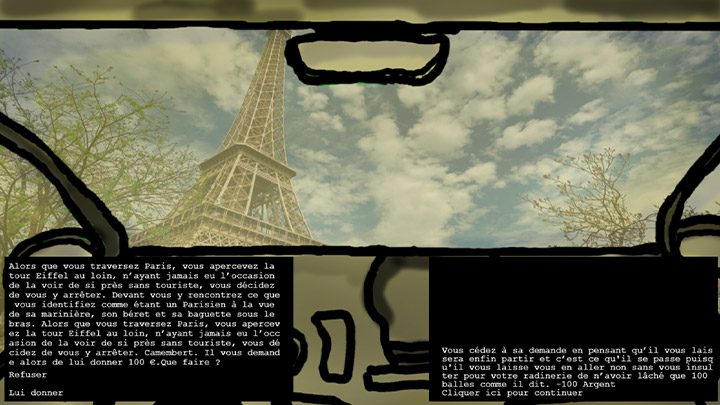 Alors que vous traversez Paris, vous apercevez la
tour Eiffel au loin, n'ayant jamais eu l'occasion
de la voir de si près sans touriste, vous décidez
de vous y arrêter. Devant vous y rencontrez ce que
vous identifiez comme étant un Parisien à la vue
de sa marinière, son béret et sa baguette sous le
bras. Alors que vous traversez Paris, vous apercev
ez la tour Eiffel au loin, n'ayant jamais eu l'occ
asion de la voir de si près sans touriste, vous dé
cidez de vous y arrêter. Camembert. Il vous demand
e alors de lui donner 100 €.Que faire ?
Refuser
Lui donner
Vous cédez à sa demande en pensant qu'il vous lais
sera enfin partir et c'est ce qu'il se passe puisq
u'il vous laisse vous en aller non sans vous insul
ter pour votre radinerie de n'avoir lâché que 100
balles comme il dit. -100 Argent
Cliquer ici pour continuer